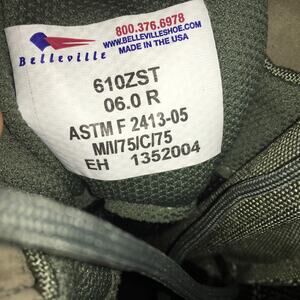 800.376.6978
WWW.BELLEVILLESHOE.COM
MADE IN THE USA
Belleville
610ZST
06.0 R
ASTM F 2413-05
M/I/75/C/75
EH 1352004